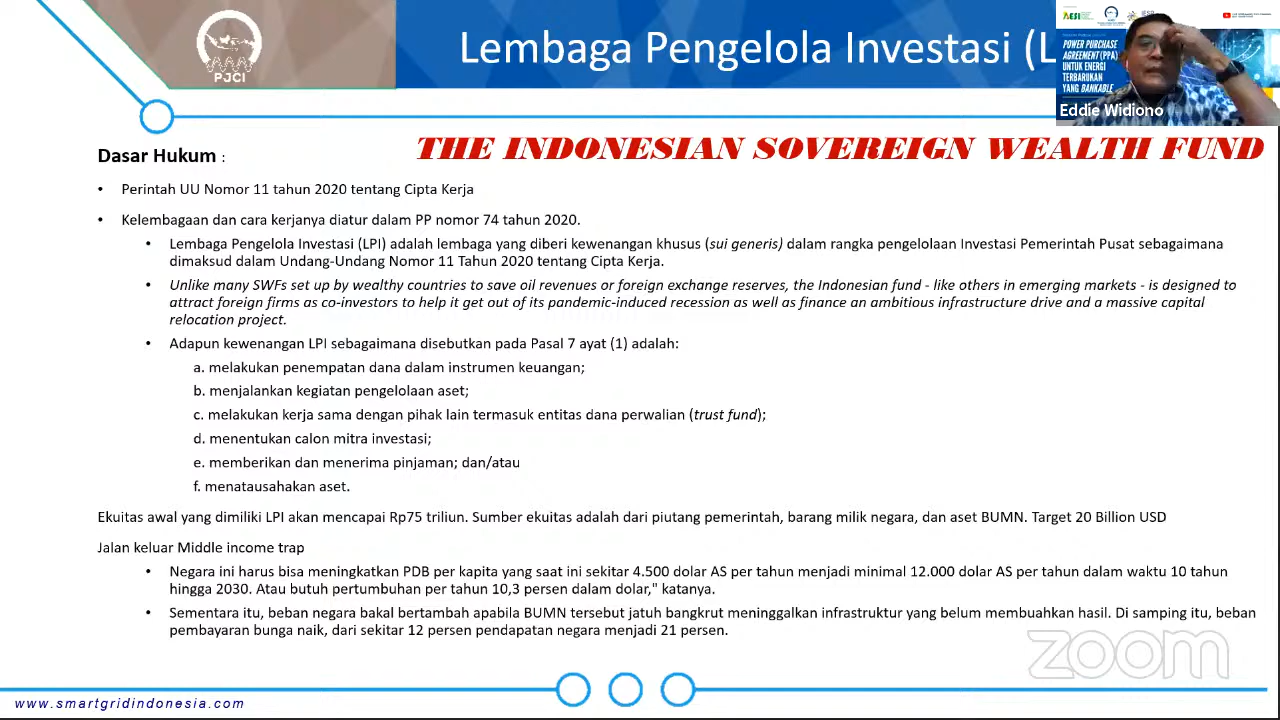 PJCI
Lembaga Pengelola Investasi (L
AESI
POWER PURCHASE
AGREEMENT (PPA)
UNTUK ENERGI
TERBARUKAN
YANG BANKABLE
Eddie Widiono
THE INDONESIAN SOVEREIGN WEALTH FUND
Dasar Hukum :
• Perintah UU Nomor 11 tahun 2020 tentang Cipta Kerja
• Kelembagaan dan cara kerjanya diatur dalam PP nomor 74 tahun 2020.
• Lembaga Pengelola Investasi (LPI) adalah lembaga yang diberi kewenangan khusus (sui generis) dalam rangka pengelolaan Investasi Pemerintah Pusat sebagaimana
dimaksud dalam Undang-Undang Nomor 11 Tahun 2020 tentang Cipta Kerja.
• Unlike many SWFs set up by wealthy countries to save oil revenues or foreign exchange reserves, the Indonesian fund - like others in emerging markets - is designed to
attract foreign firms as co-investors to help it get out of its pandemic-induced recession as well as finance an ambitious infrastructure drive and a massive capital
relocation project.
• Adapun kewenangan LPI sebagaimana disebutkan pada Pasal 7 ayat (1) adalah:
a. melakukan penempatan dana dalam instrumen keuangan;
b. menjalankan kegiatan pengelolaan aset;
c. melakukan kerja sama dengan pihak lain termasuk entitas dana perwalian (trust fund);
d. menentukan calon mitra investasi;
e. memberikan dan menerima pinjaman; dan/atau
f. menatausahakan aset.
Ekuitas awal yang dimiliki LPI akan mencapai Rp75 triliun. Sumber ekuitas adalah dari piutang pemerintah, barang milik negara, dan aset BUMN. Target 20 Billion USD
Jalan keluar Middle income trap
• Negara ini harus bisa meningkatkan PDB per kapita yang saat ini sekitar 4.500 dolar AS per tahun menjadi minimal 12.000 dolar AS per tahun dalam waktu 10 tahun
hingga 2030. Atau butuh pertumbuhan per tahun 10,3 persen dalam dolar," katanya.
• Sementara itu, beban negara bakal bertambah apabila BUMN tersebut jatuh bangkrut meninggalkan infrastruktur yang belum membuahkan hasil. Di samping itu, beban
pembayaran bunga naik, dari sekitar 12 persen pendapatan negara menjadi 21 persen.
zoom
www.smartgridindonesia.com